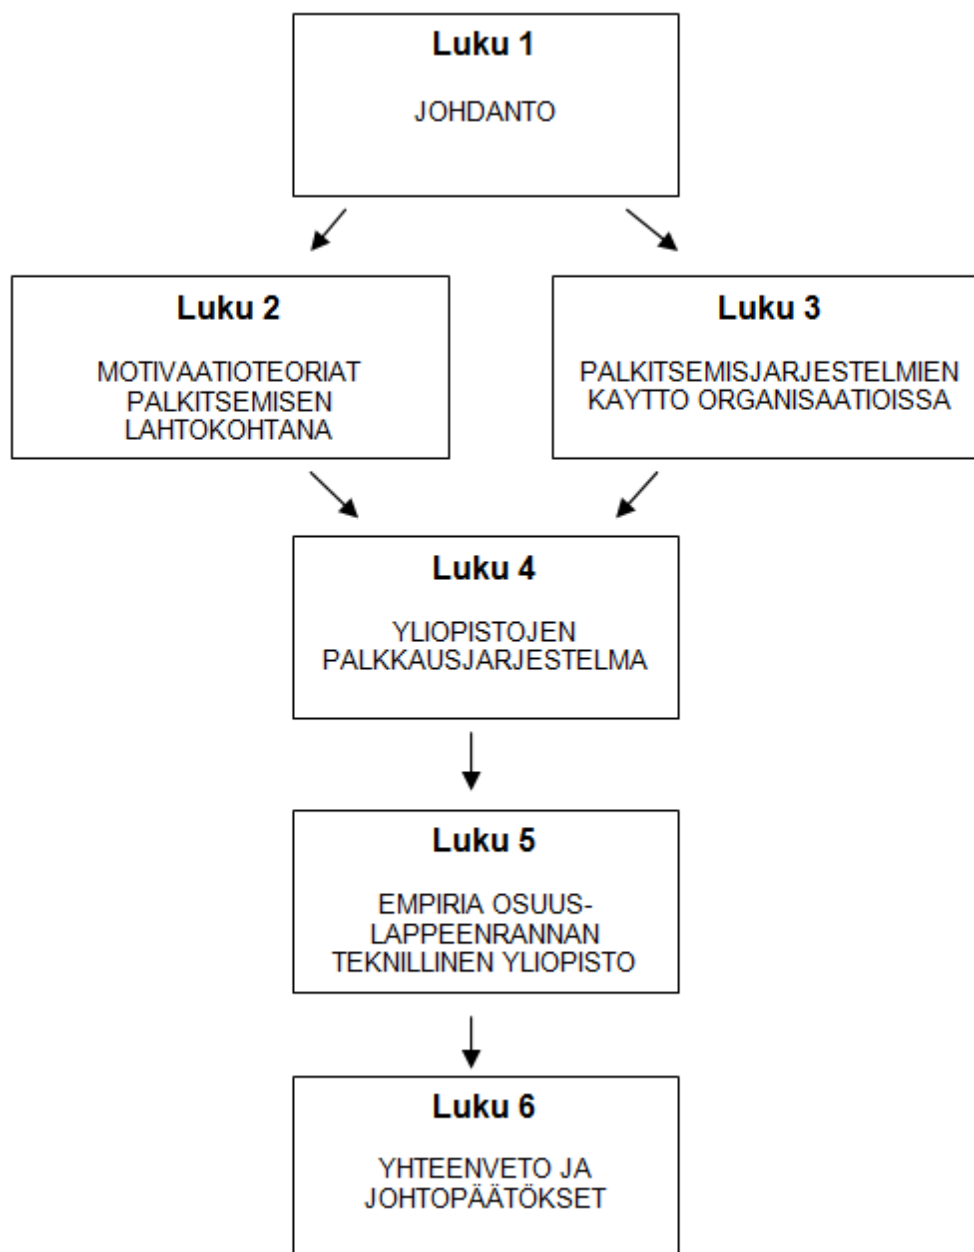 Luku 1
JOHDANTO
Luku 2
MOTIVAATIOTEORIAT
PALKITSEMISEN
LAHTOKOHTANA
Luku 3
PALKITSEMISJARJESTELMIEN
KAYTTO ORGANISAATIOISSA
Luku 4
YLIOPISTOJEN
PALKKAUSJARJESTELMA
Luku 5
EMPIRIA OSUUS-
LAPPEENRANNAN
TEKNILLINEN YLIOPISTO
Luku 6
YHTEENVETO JA
JOHTOPÄÄTÖKSET